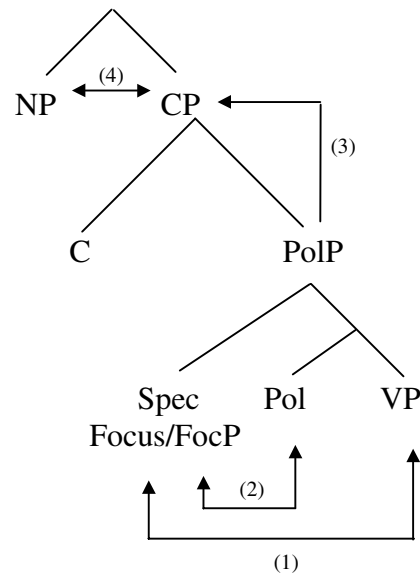 (4)
NP CP
(3)
C PolP
Spec Pol VP
Focus/FocP
(2)
(1)